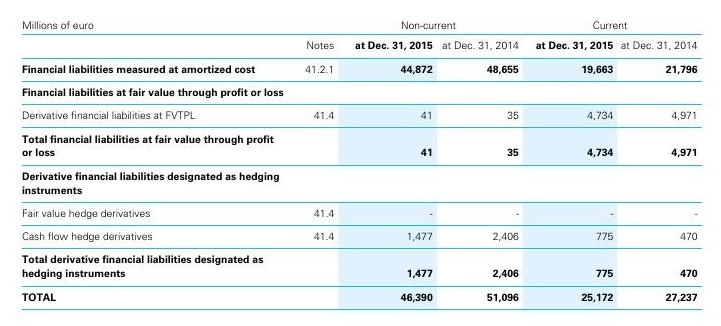 Millions of euro Non-current Current
Notes at Dec. 31, 2015 at Dec. 31, 2014 at Dec. 31, 2015 at Dec. 31, 2014
Financial liabilities measured at amortized cost 41.2.1 44,872 48,655 19,663 21,796
Financial liabilities at fair value through profit or loss
Derivative financial liabilities at FVTPL 41.4 41 35 4,734 4,971
Total financial liabilities at fair value through profit
or loss 41 35 4,734 4,971
Derivative financial liabilities designated as hedging
instruments
Fair value hedge derivatives 41.4 - - - -
Cash flow hedge derivatives 41.4 1,477 2,406 775 470
Total derivative financial liabilities designated as
hedging instruments 1,477 2,406 775 470
TOTAL 46,390 51,096 25,172 27,237